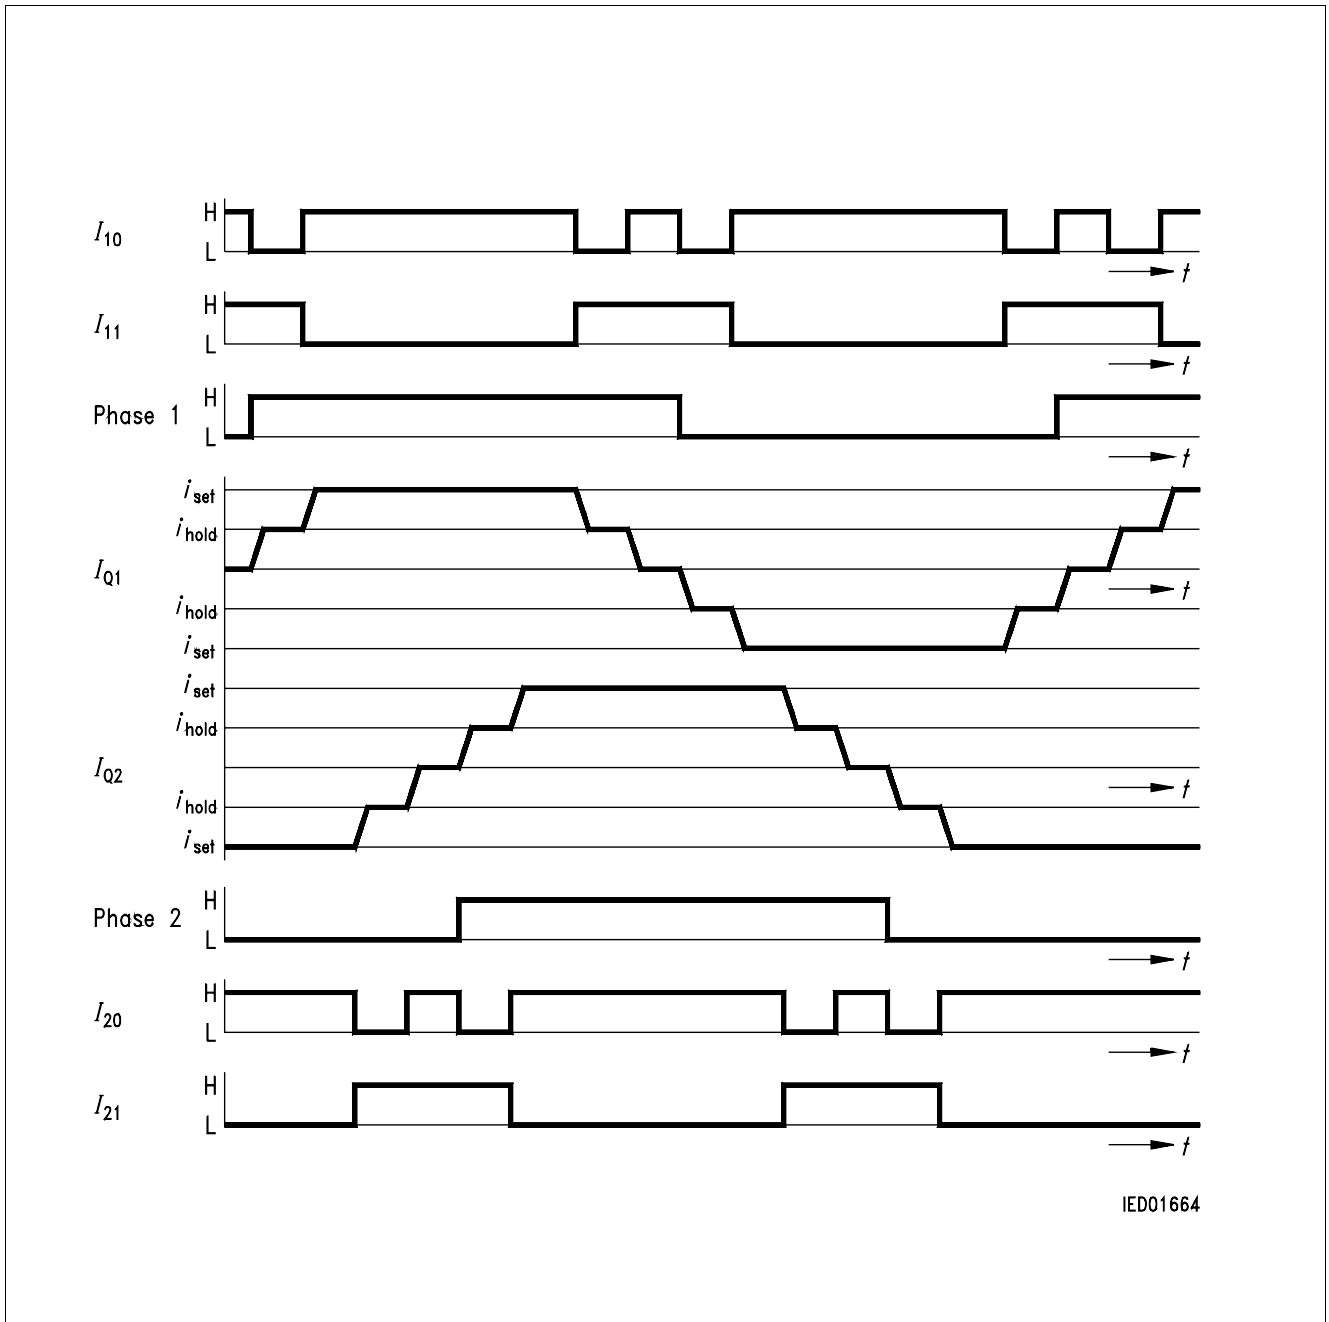 H
I10
L
t
H
I11
L
t
H
Phase 1
L
t
iset
ihold
IQ1
t
ihold
iset
iset
ihold
IQ2
t
ihold
iset
H
Phase 2
L
t
H
I20
L
t
H
I21
L
t
IED01664